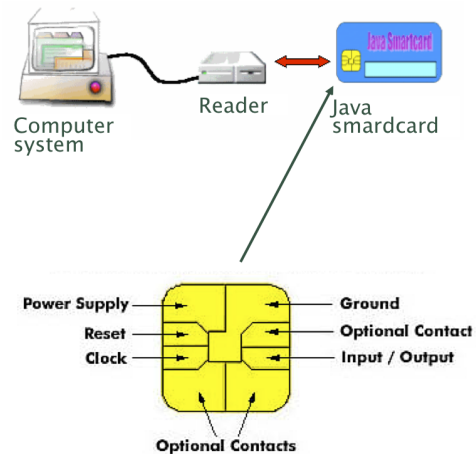 Java Smartcard
Reader
Java
smardcard
Computer
system
Power Supply
Ground
Reset
Optional Contact
Clock
Input / Output
Optional Contacts